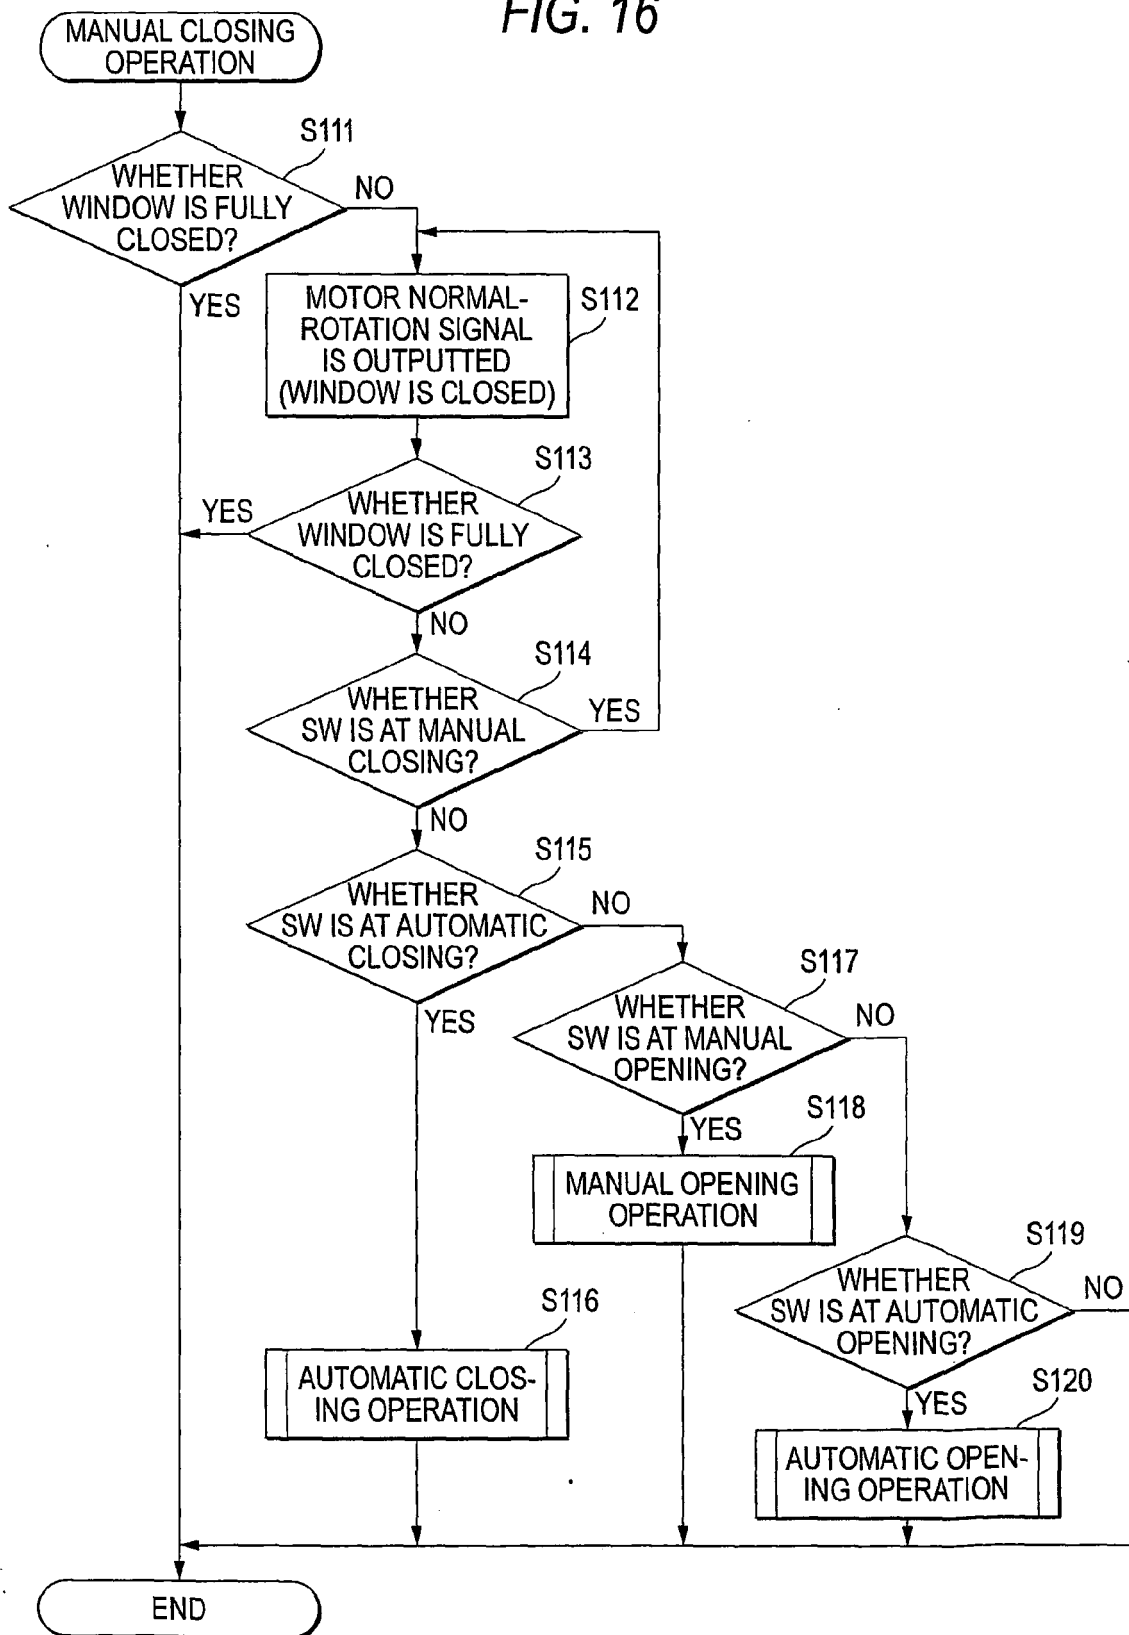 FIG. 16
MANUAL CLOSING
OPERATION
S111
WHETHER
WINDOW IS FULLY
CLOSED?
NO
YES
MOTOR NORMAL-
ROTATION SIGNAL
IS OUTPUTTED
(WINDOW IS CLOSED)
S112
S113
WHETHER
WINDOW IS FULLY
CLOSED?
YES
NO
S114
WHETHER
SW IS AT MANUAL
CLOSING?
YES
NO
S115
WHETHER
SW IS AT AUTOMATIC
CLOSING?
NO
YES
S117
WHETHER
SW IS AT MANUAL
OPENING?
NO
YES
S118
MANUAL OPENING
OPERATION
S119
WHETHER
SW IS AT AUTOMATIC
OPENING?
NO
YES
S116
AUTOMATIC CLOS-
ING OPERATION
S120
AUTOMATIC OPEN-
ING OPERATION
END